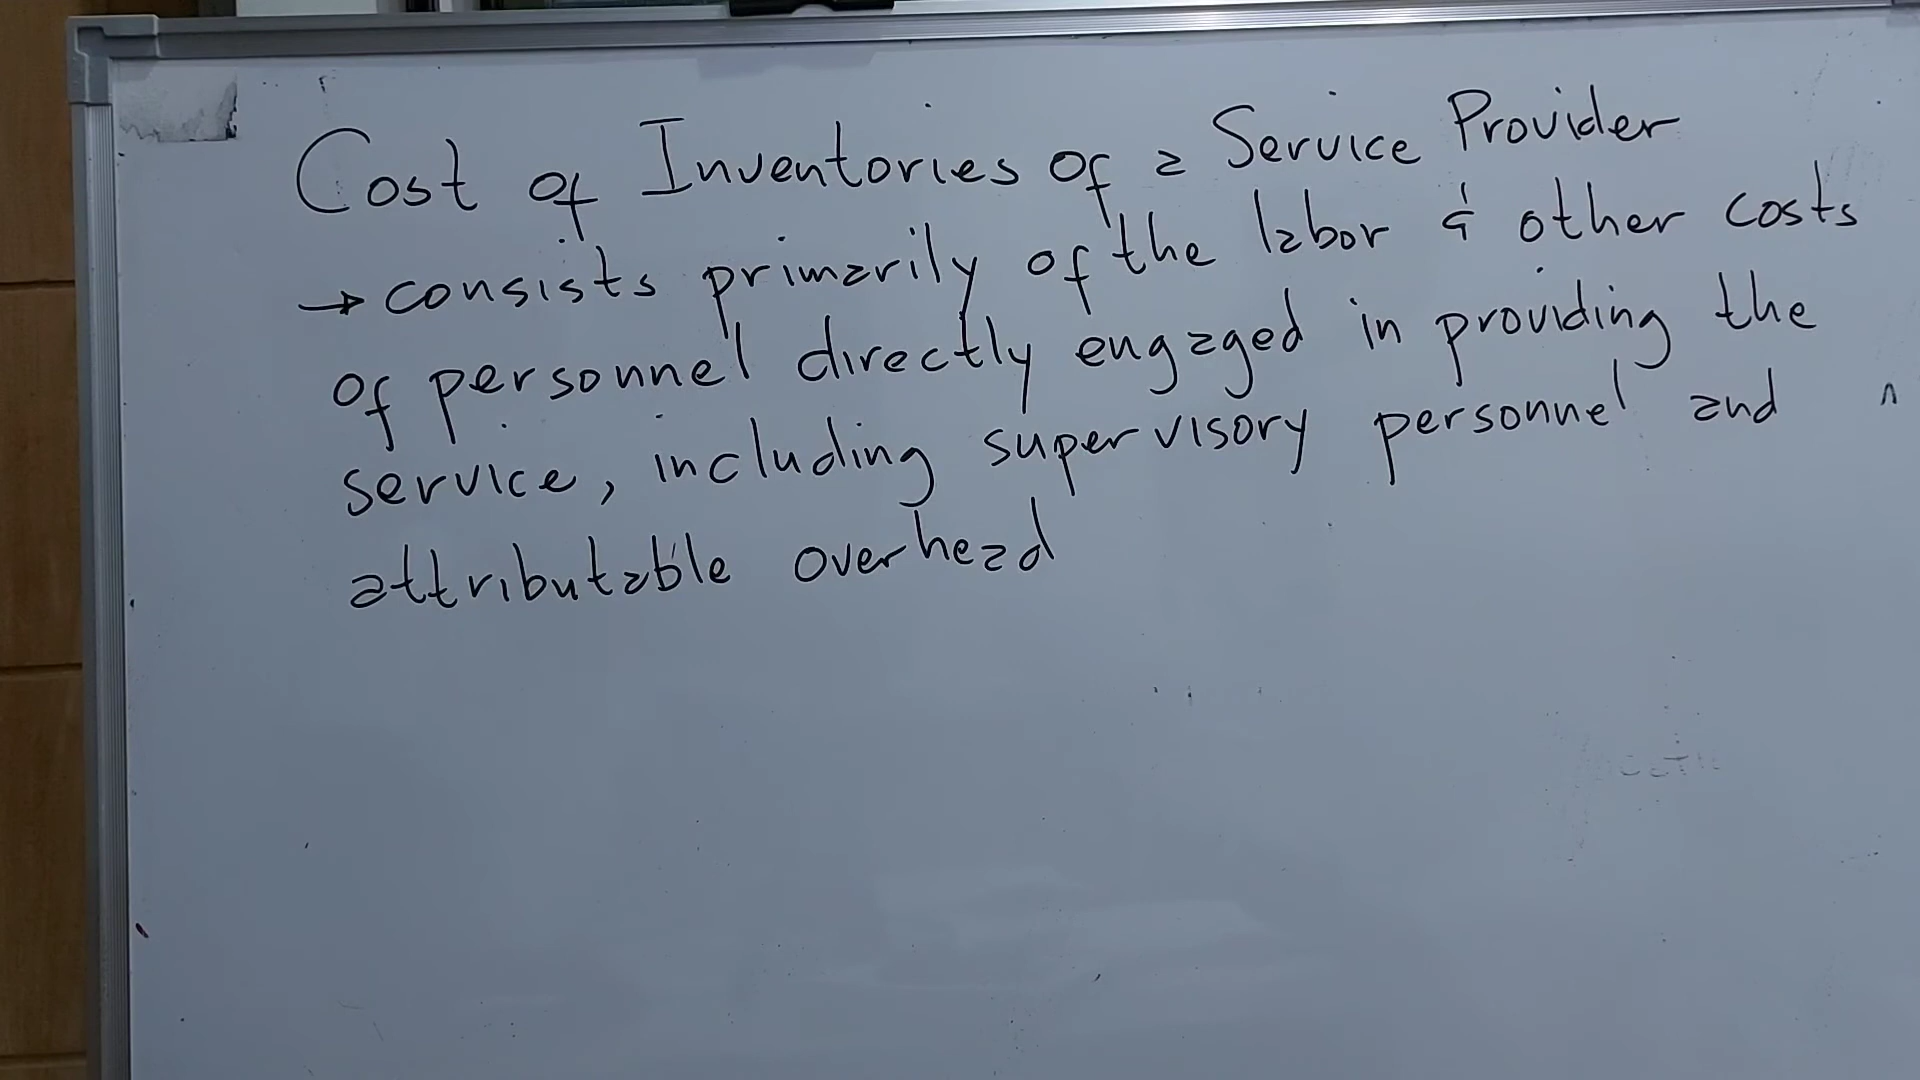 Cost of Inventories of a Service Provider
→ consists primarily of the labor & other costs
of personnel directly engaged in providing the
service, including supervisory personnel and
attributable overhead